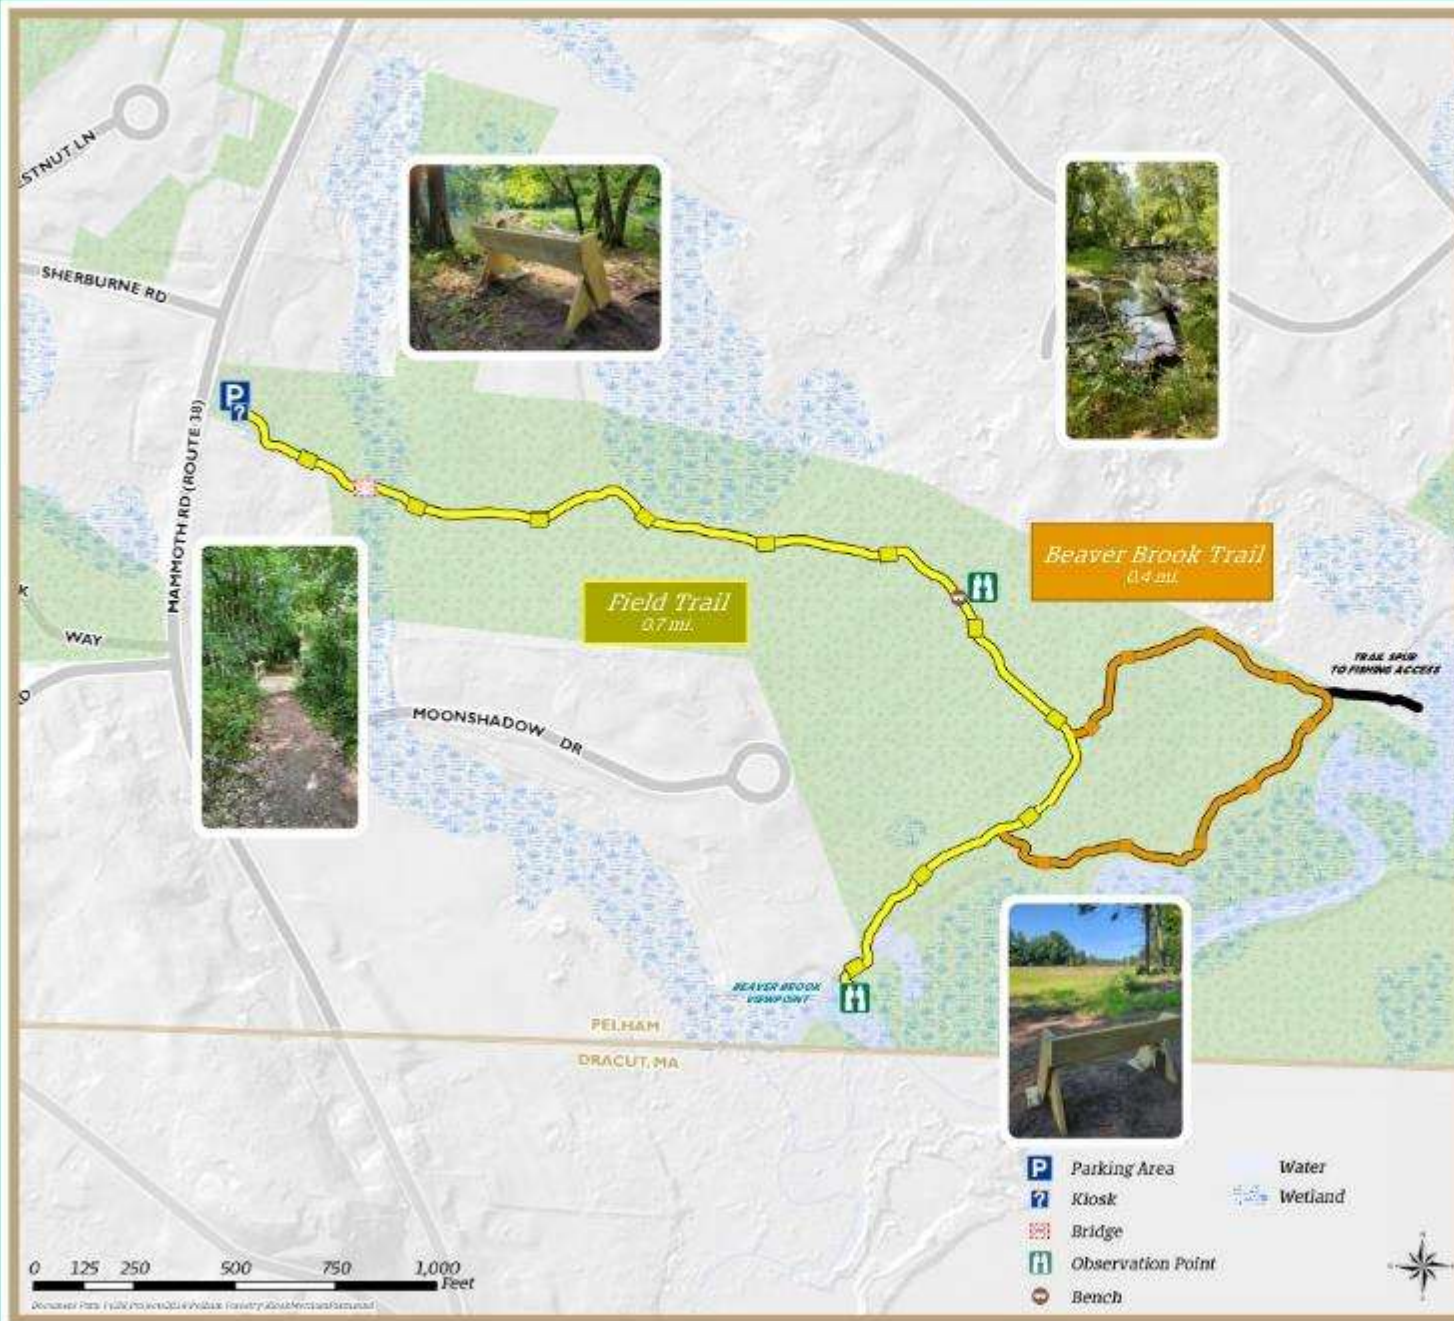 SHERBURNE RD
MAMMOTH RD (ROUTE 38)
WAY
Field Trail
0.7 mi.
Beaver Brook Trail
0.4 mi.
TRAIL SPUR
TO FISHING ACCESS
MOONSHADOW DR
BEAVER BROOK
VIEWPOINT
PELHAM
DRACUT, MA
P
?
Parking Area
Kiosk
Bridge
Observation Point
Bench
Water
Wetland
0 125 250 500 750 1,000
Feet